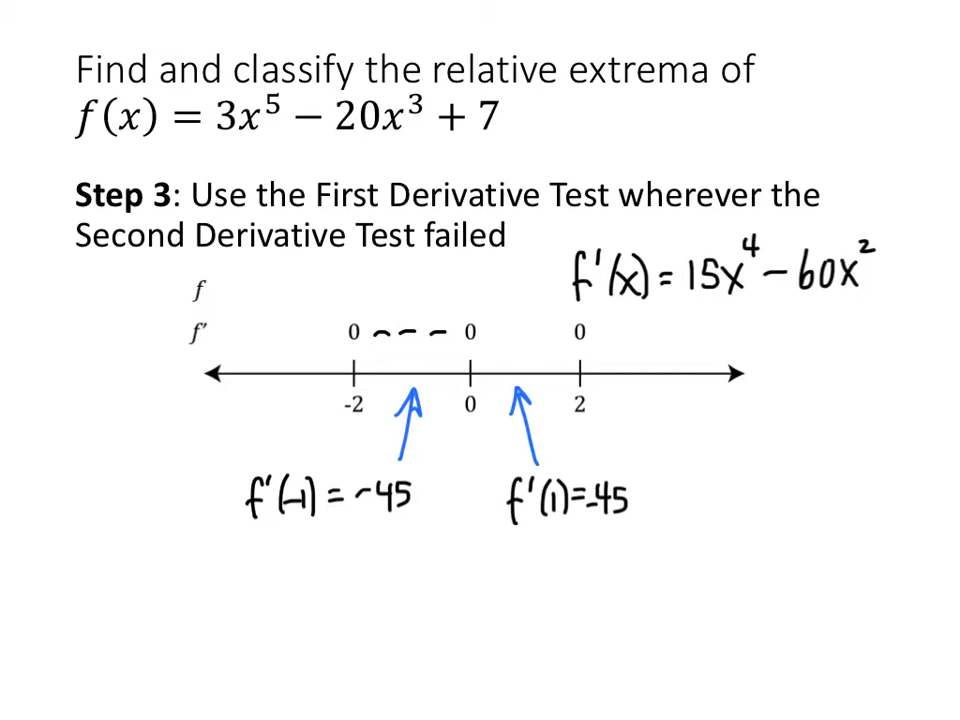 Find and classify the relative extrema of
f(x) = 3x⁵ − 20x³ + 7
Step 3: Use the First Derivative Test wherever the
Second Derivative Test failed
f'(x) = 15x⁴ − 60x²
f
f' 0 − − − 0 0
-2 0 2
f'(-1) = -45 f'(1)=-45